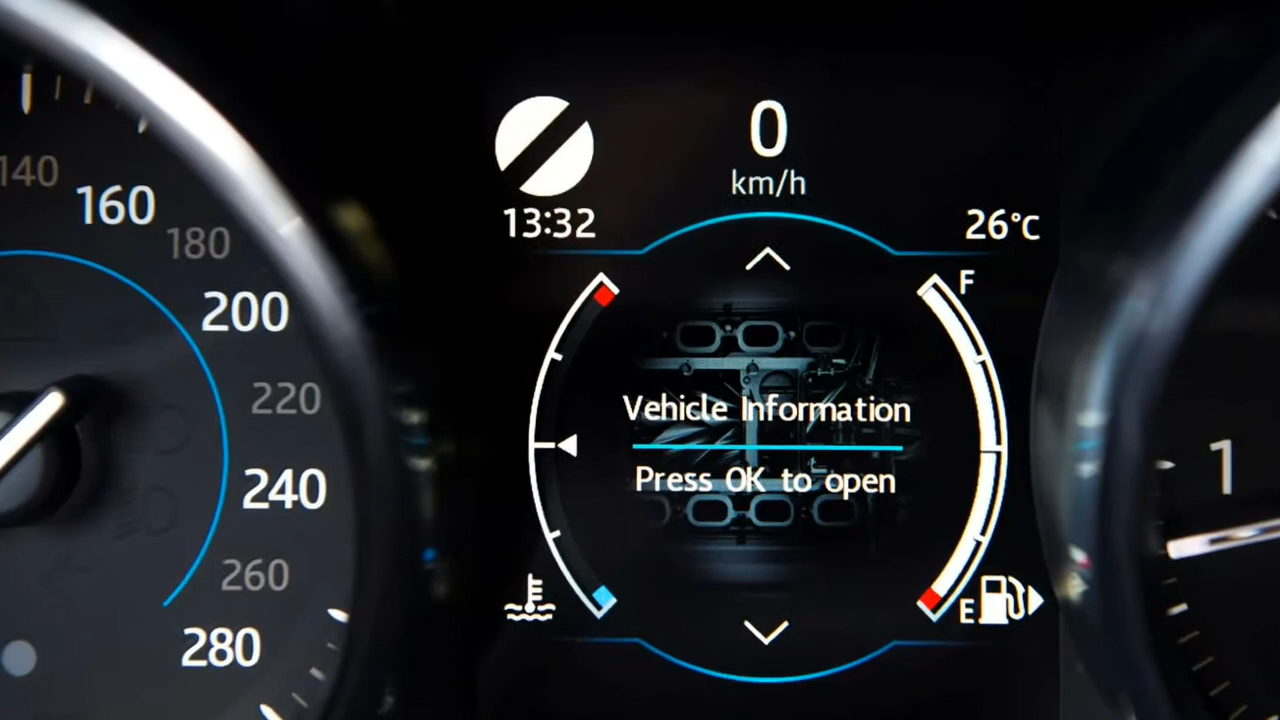 140
160
180
200
220
240
260
280
0
km/h
13:32
26°C
F
Vehicle Information
Press OK to open
E
1